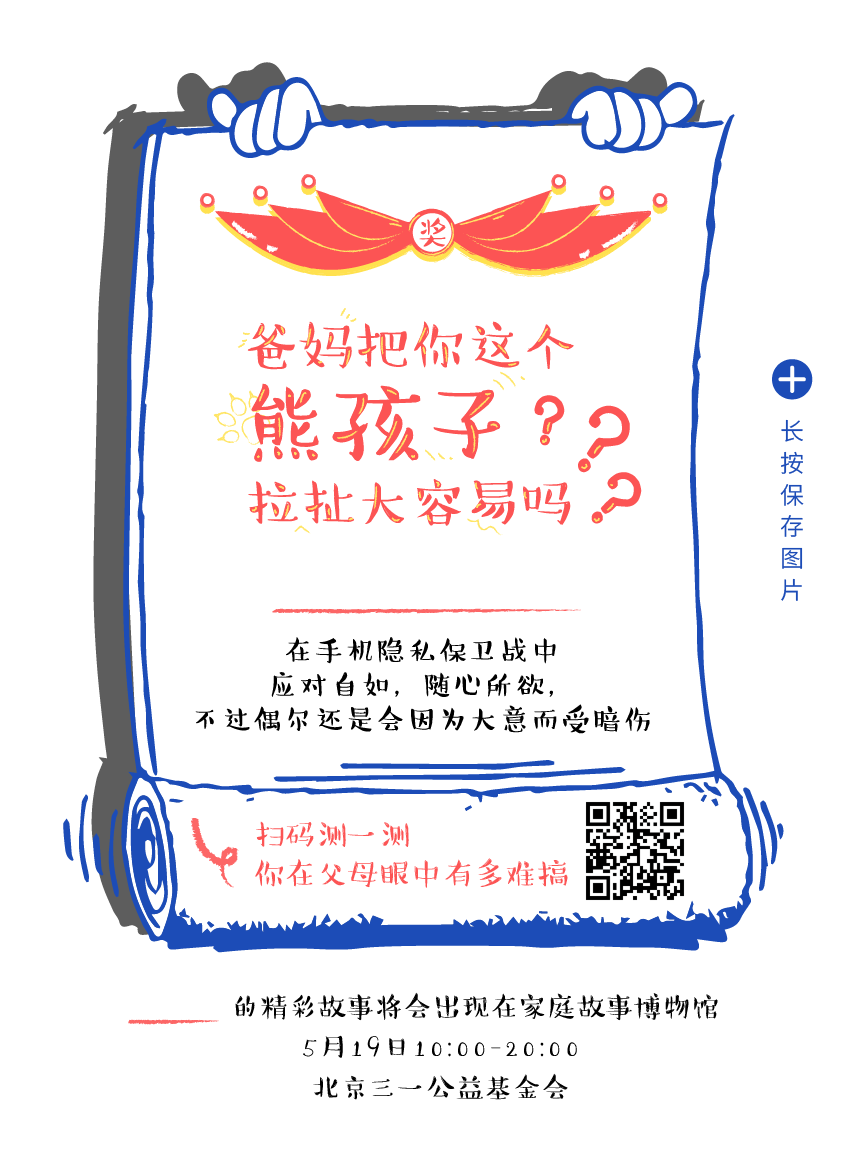 奖
爸妈把你这个
熊孩子???
拉扯大容易吗
长按保存图片
在手机隐私保卫战中
应对自如，随心所欲，
不过偶尔还是会因为大意而受暗伤
扫码测一测
你在父母眼中有多难搞
的精彩故事将会出现在家庭故事博物馆
5月19日10:00-20:00
北京三一公益基金会